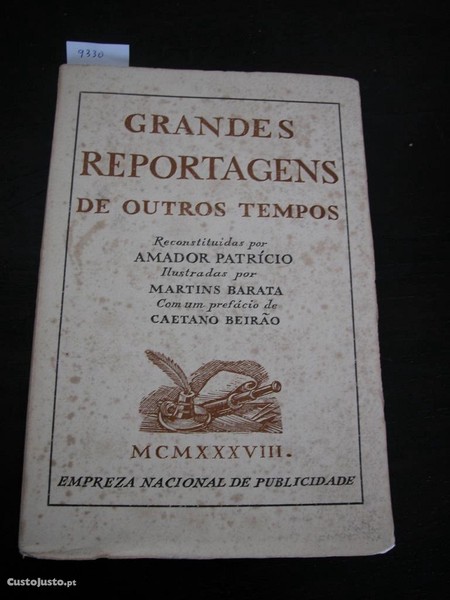 9330
GRANDES
REPORTAGENS
DE OUTROS TEMPOS
Reconstituidas por
AMADOR PATRÍCIO
Ilustradas por
MARTINS BARATA
Com um prefácio de
CAETANO BEIRÃO
MCMXXXVIII.
EMPREZA NACIONAL DE PUBLICIDADE
CustoJusto.pt